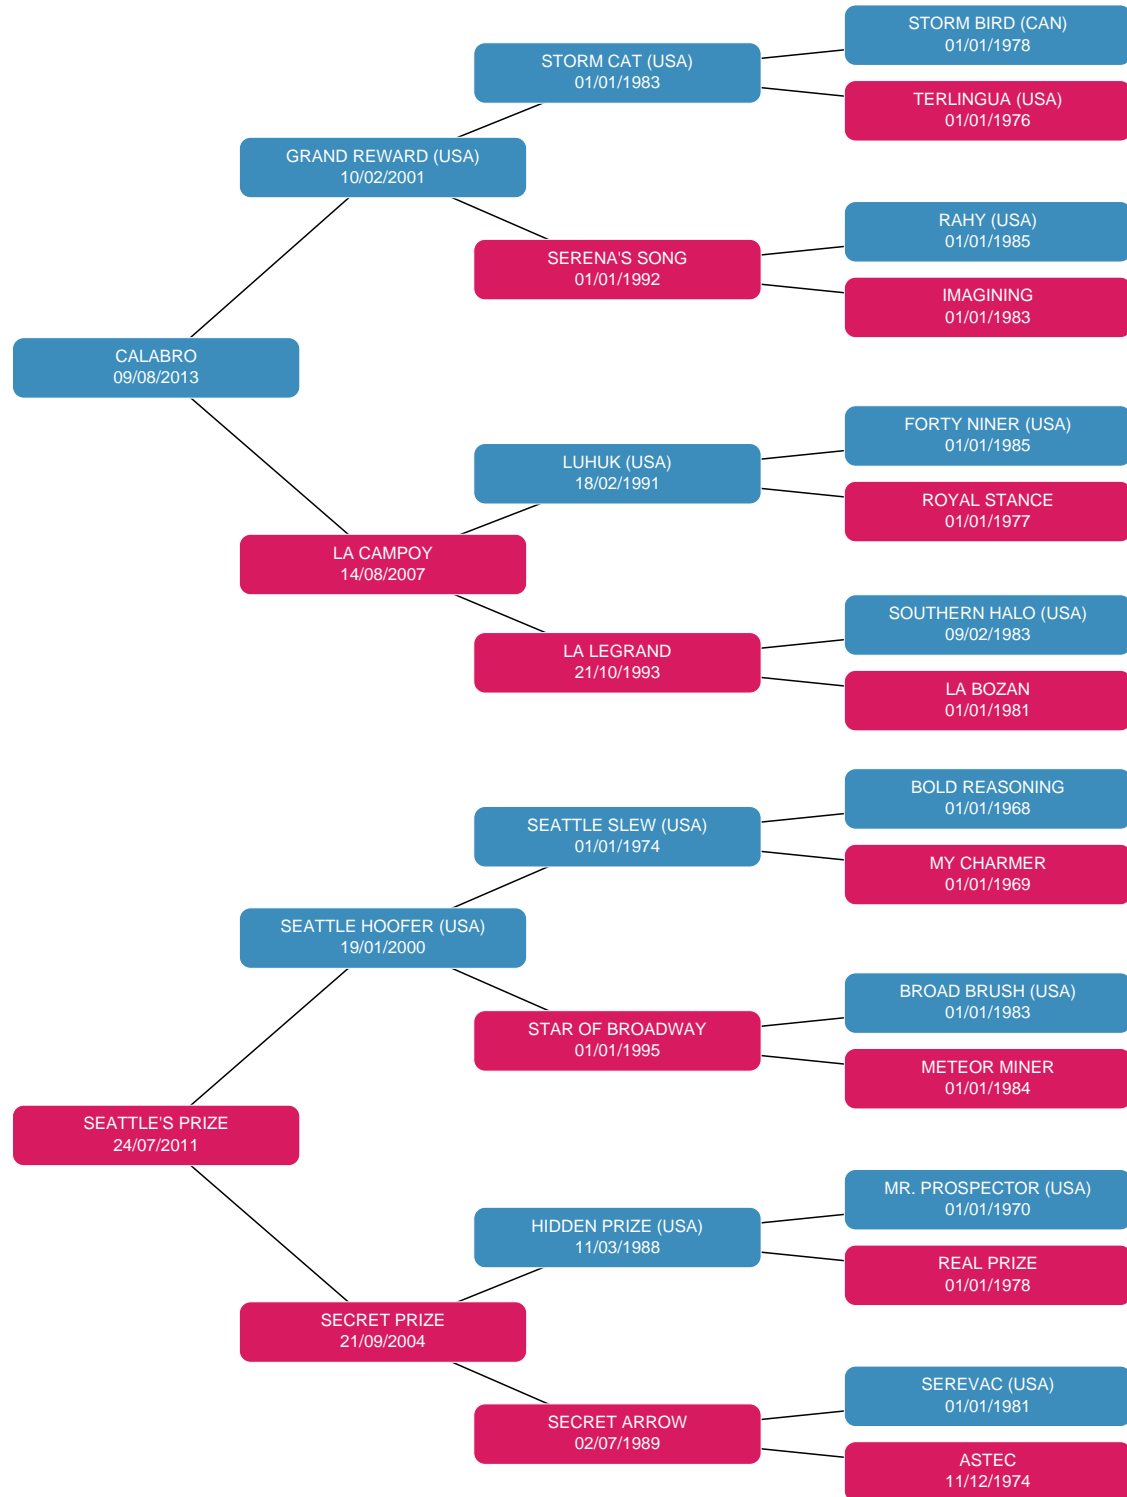 STORM BIRD (CAN)
01/01/1978
STORM CAT (USA)
01/01/1983
TERLINGUA (USA)
01/01/1976
GRAND REWARD (USA)
10/02/2001
RAHY (USA)
01/01/1985
SERENA'S SONG
01/01/1992
IMAGINING
01/01/1983
CALABRO
09/08/2013
FORTY NINER (USA)
01/01/1985
LUHUK (USA)
18/02/1991
ROYAL STANCE
01/01/1977
LA CAMPOY
14/08/2007
SOUTHERN HALO (USA)
09/02/1983
LA LEGRAND
21/10/1993
LA BOZAN
01/01/1981
BOLD REASONING
01/01/1968
SEATTLE SLEW (USA)
01/01/1974
MY CHARMER
01/01/1969
SEATTLE HOOFER (USA)
19/01/2000
BROAD BRUSH (USA)
01/01/1983
STAR OF BROADWAY
01/01/1995
METEOR MINER
01/01/1984
SEATTLE'S PRIZE
24/07/2011
MR. PROSPECTOR (USA)
01/01/1970
HIDDEN PRIZE (USA)
11/03/1988
REAL PRIZE
01/01/1978
SECRET PRIZE
21/09/2004
SEREVAC (USA)
01/01/1981
SECRET ARROW
02/07/1989
ASTEC
11/12/1974